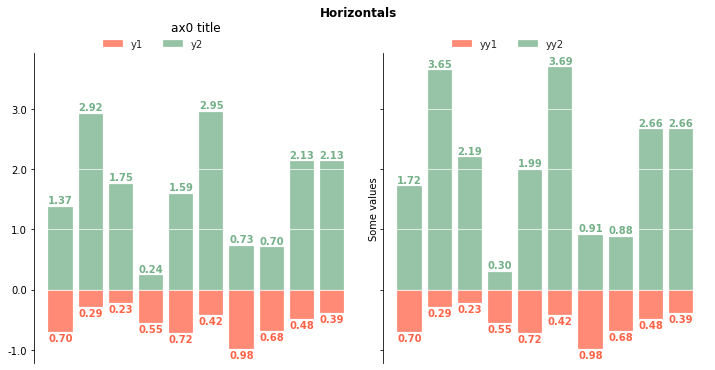 Horizontals
ax0 title
y1 y2
yy1 yy2
3.0
2.0
1.0
0.0
-1.0
1.37 2.92 1.75 0.24 1.59 2.95 0.73 0.70 2.13 2.13
0.70 0.29 0.23 0.55 0.72 0.42 0.98 0.68 0.48 0.39
Some values
1.72 3.65 2.19 0.30 1.99 3.69 0.91 0.88 2.66 2.66
0.70 0.29 0.23 0.55 0.72 0.42 0.98 0.68 0.48 0.39